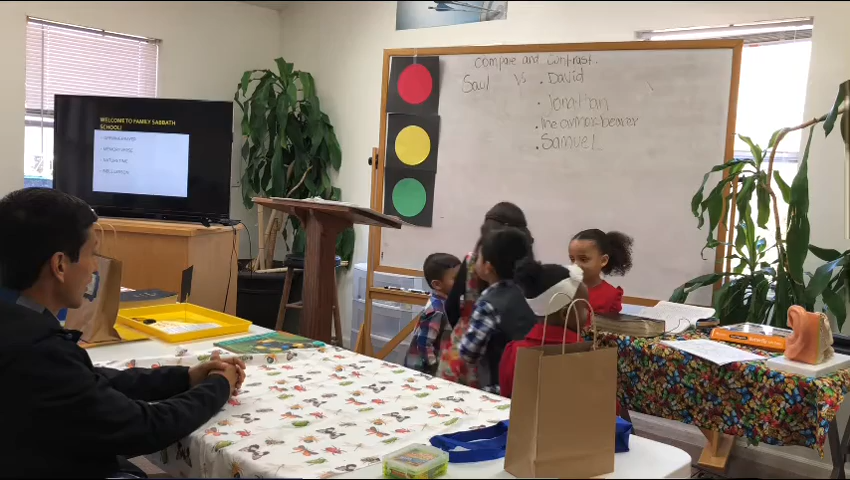 WELCOME TO FAMILY SABBATH
SCHOOL!
compare and contrast.
Saul vs • David
• Jonathan
• the armor bearer
• Samuel